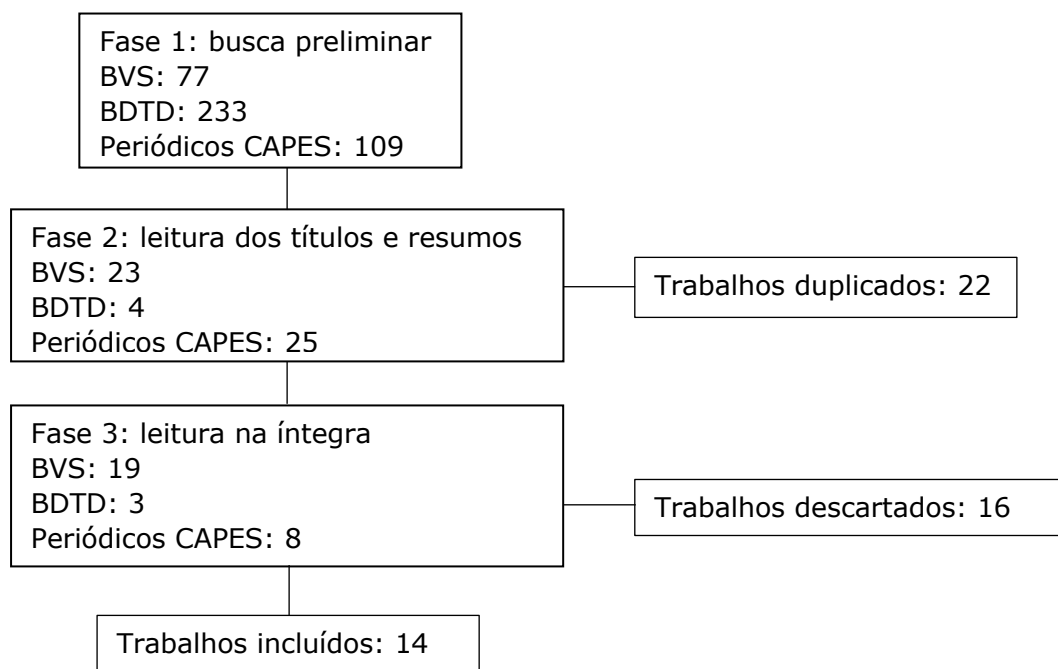 Fase 1: busca preliminar
BVS: 77
BDTD: 233
Periódicos CAPES: 109
Fase 2: leitura dos títulos e resumos
BVS: 23
BDTD: 4
Periódicos CAPES: 25
Trabalhos duplicados: 22
Fase 3: leitura na íntegra
BVS: 19
BDTD: 3
Periódicos CAPES: 8
Trabalhos descartados: 16
Trabalhos incluídos: 14